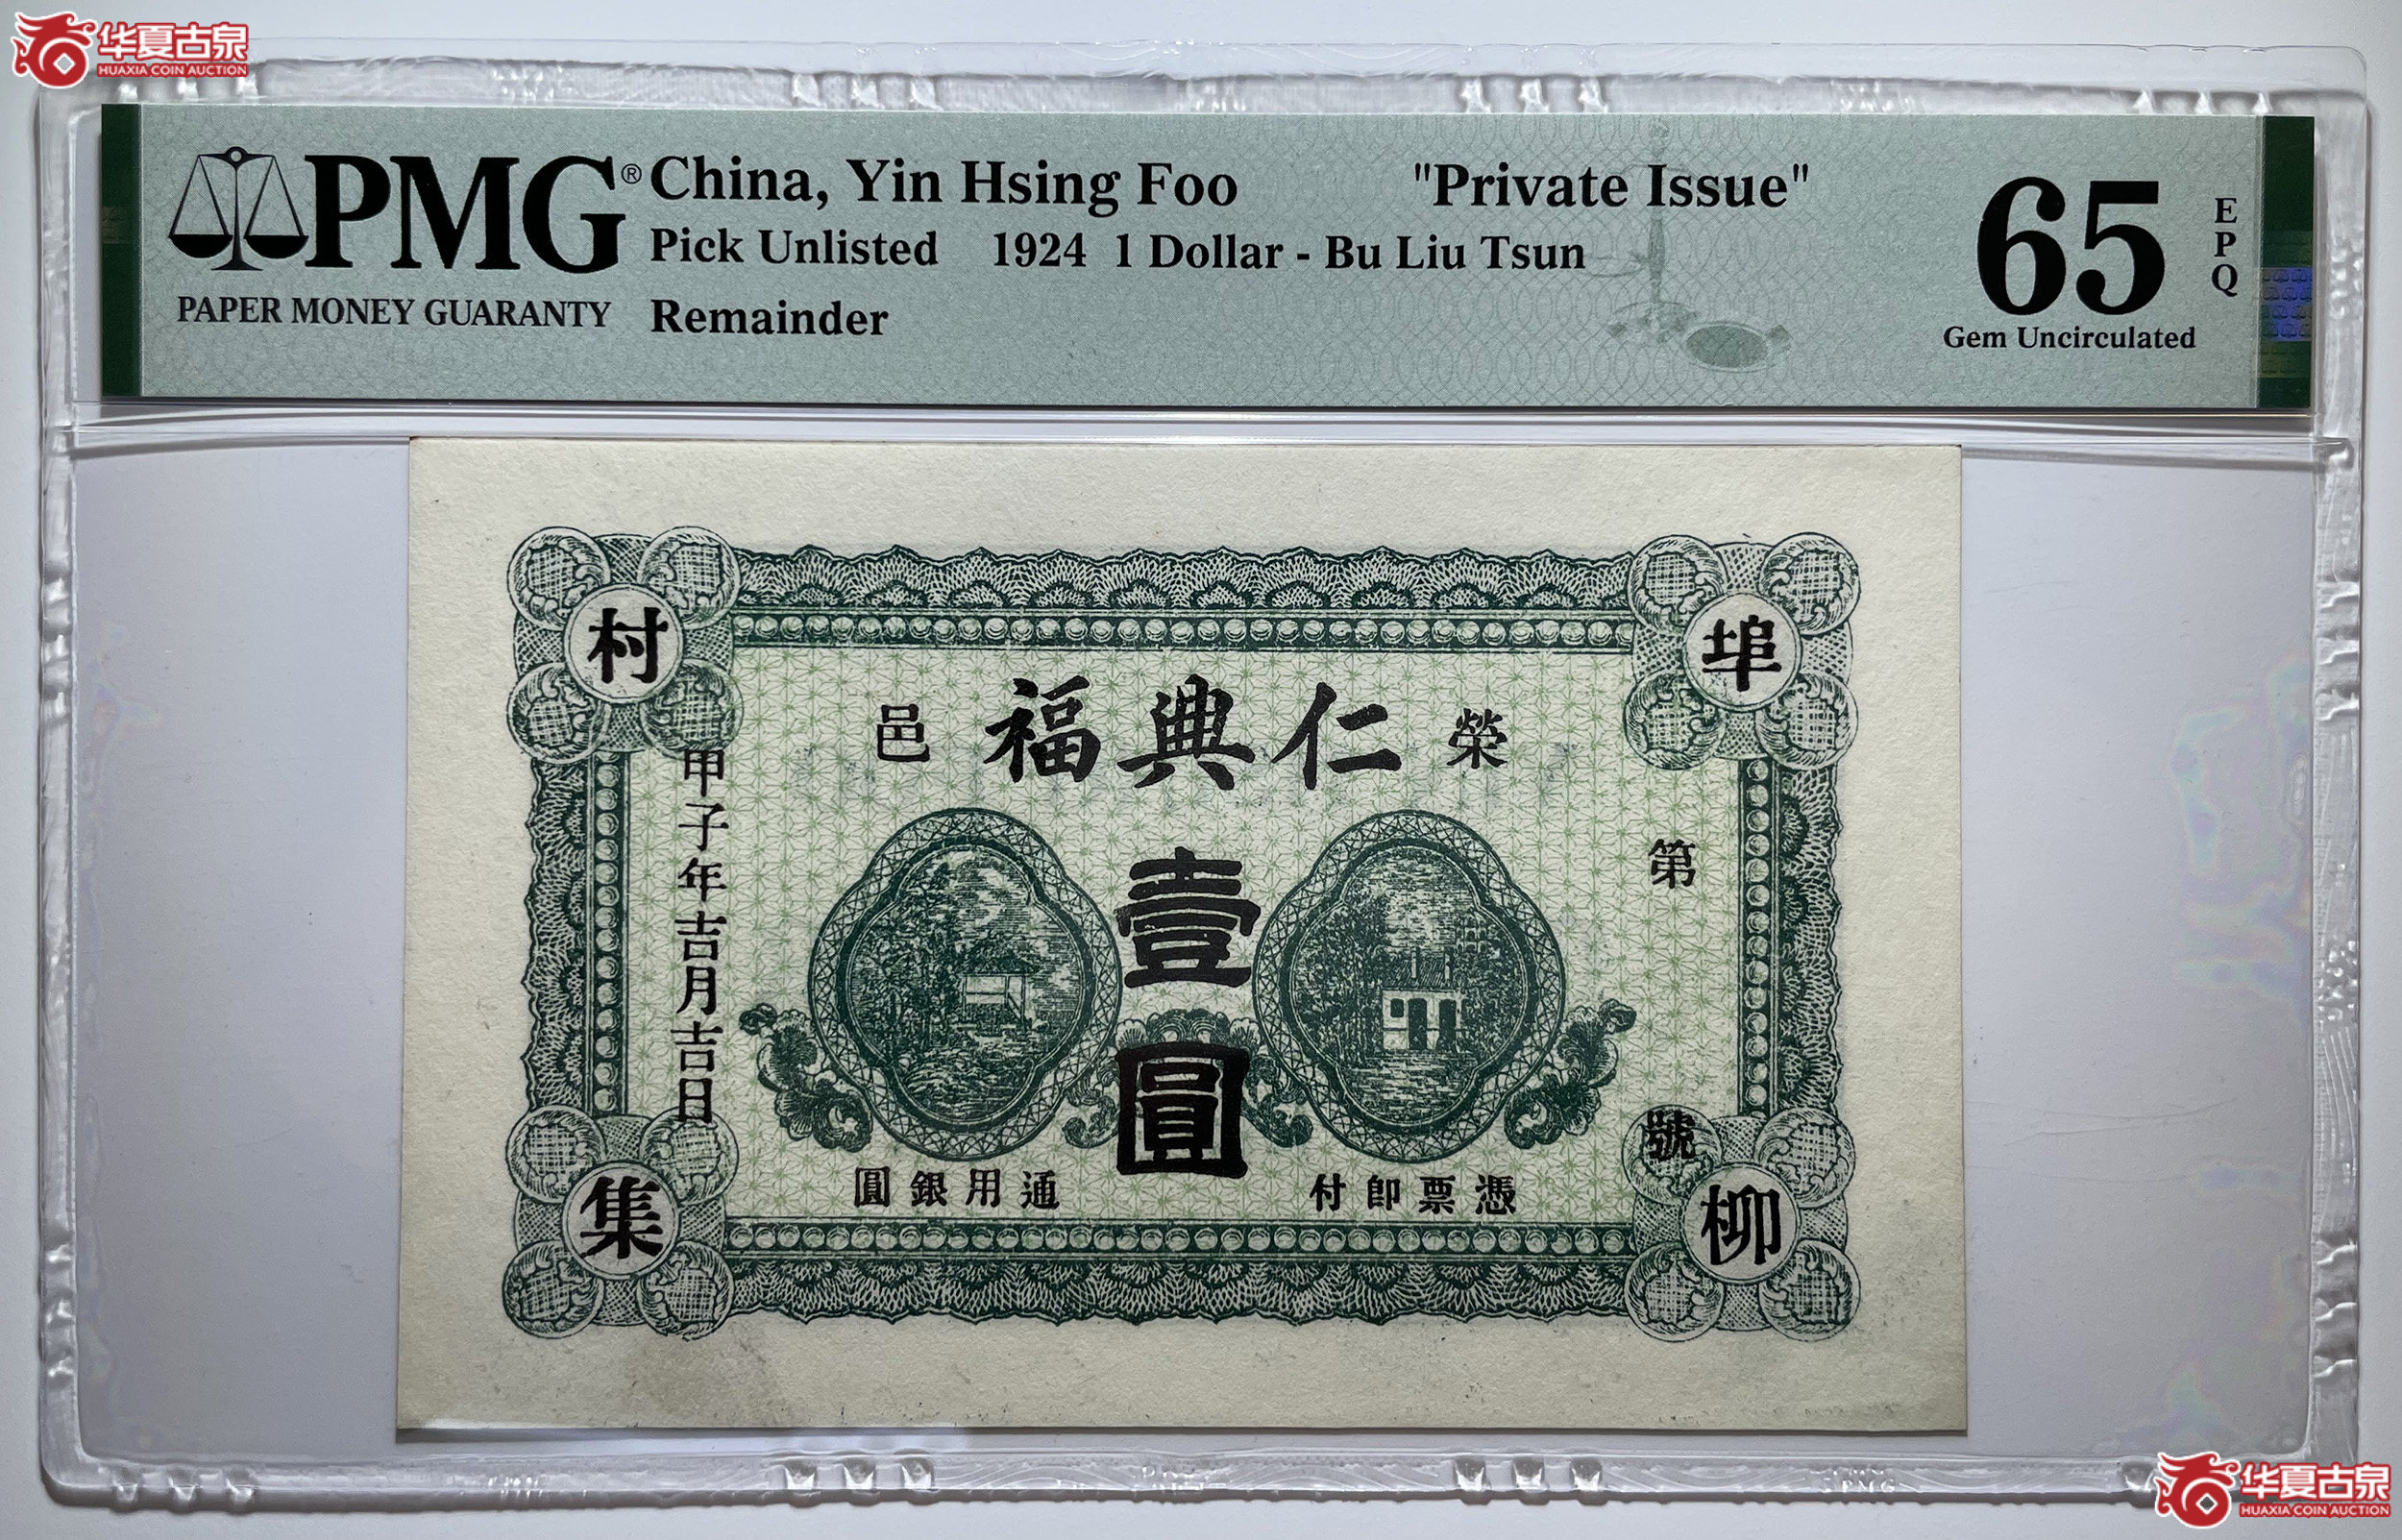 华夏古泉
HUAXIA COIN AUCTION
PMG®
PAPER MONEY GUARANTY
China, Yin Hsing Foo "Private Issue"
Pick Unlisted 1924 1 Dollar - Bu Liu Tsun
Remainder
65
EPQ
Gem Uncirculated
埠
柳
村
集
榮 仁興福 邑
第
號
壹圓
甲子年吉月吉日
憑票即付
通用銀圓
华夏古泉
HUAXIA COIN AUCTION